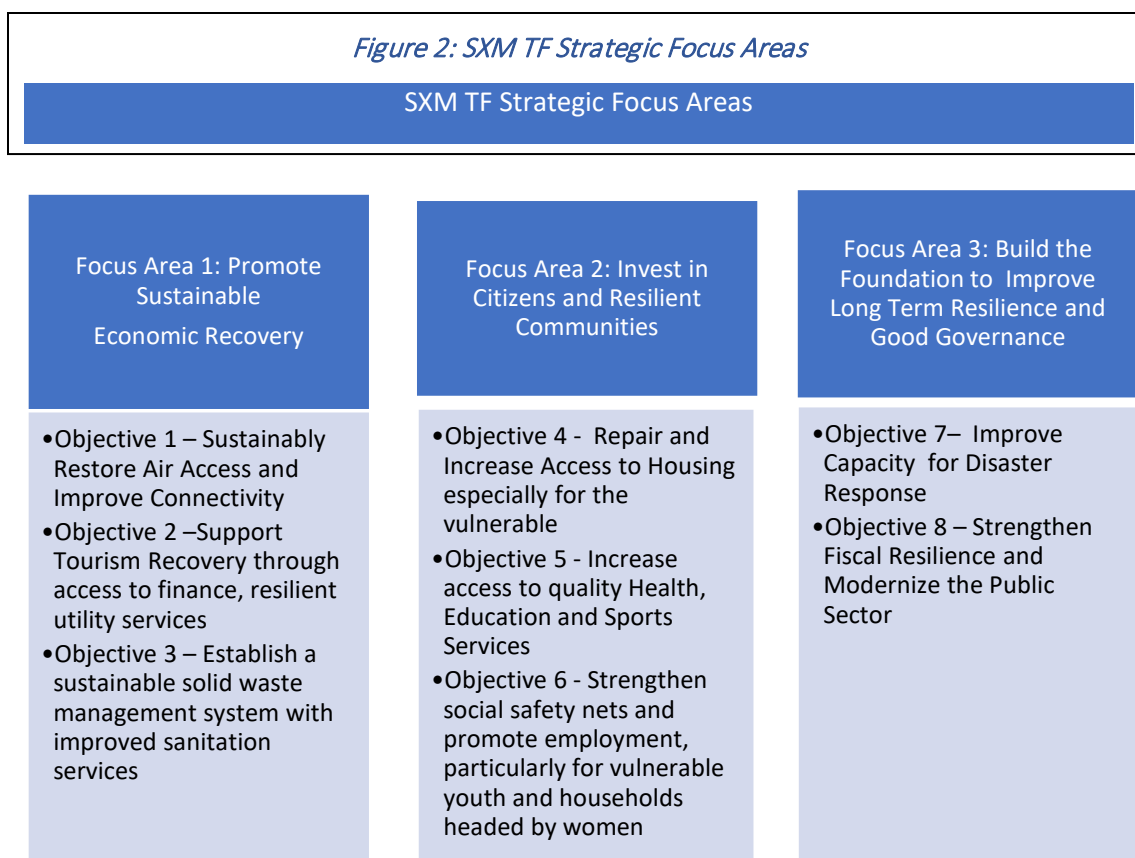 Figure 2: SXM TF Strategic Focus Areas
SXM TF Strategic Focus Areas
Focus Area 1: Promote
Sustainable
Economic Recovery
•Objective 1 – Sustainably
Restore Air Access and
Improve Connectivity
•Objective 2 –Support
Tourism Recovery through
access to finance, resilient
utility services
•Objective 3 – Establish a
sustainable solid waste
management system with
improved sanitation
services
Focus Area 2: Invest in
Citizens and Resilient
Communities
•Objective 4 - Repair and
Increase Access to Housing
especially for the
vulnerable
•Objective 5 - Increase
access to quality Health,
Education and Sports
Services
•Objective 6 - Strengthen
social safety nets and
promote employment,
particularly for vulnerable
youth and households
headed by women
Focus Area 3: Build the
Foundation to Improve
Long Term Resilience and
Good Governance
•Objective 7– Improve
Capacity for Disaster
Response
•Objective 8 – Strengthen
Fiscal Resilience and
Modernize the Public
Sector